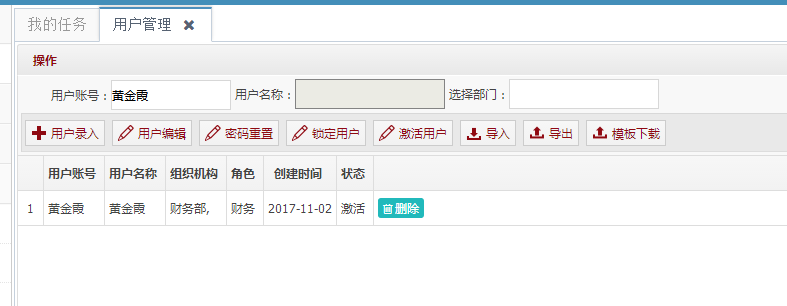 我的任务 用户管理
操作
用户账号：黄金霞 用户名称： 选择部门：
用户录入 用户编辑 密码重置 锁定用户 激活用户 导入 导出 模板下载
用户账号 用户名称 组织机构 角色 创建时间 状态
1 黄金霞 黄金霞 财务部, 财务 2017-11-02 激活 删除